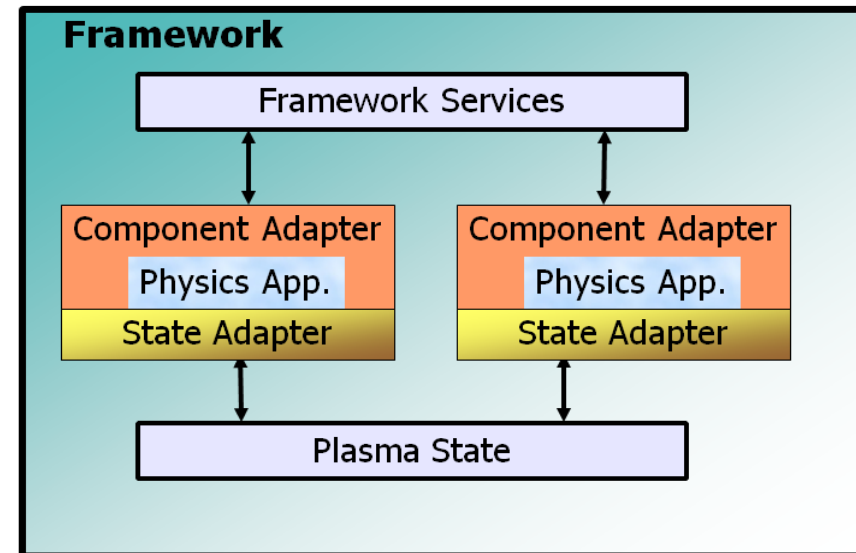 Framework
Framework Services
Component Adapter
Physics App.
State Adapter
Component Adapter
Physics App.
State Adapter
Plasma State